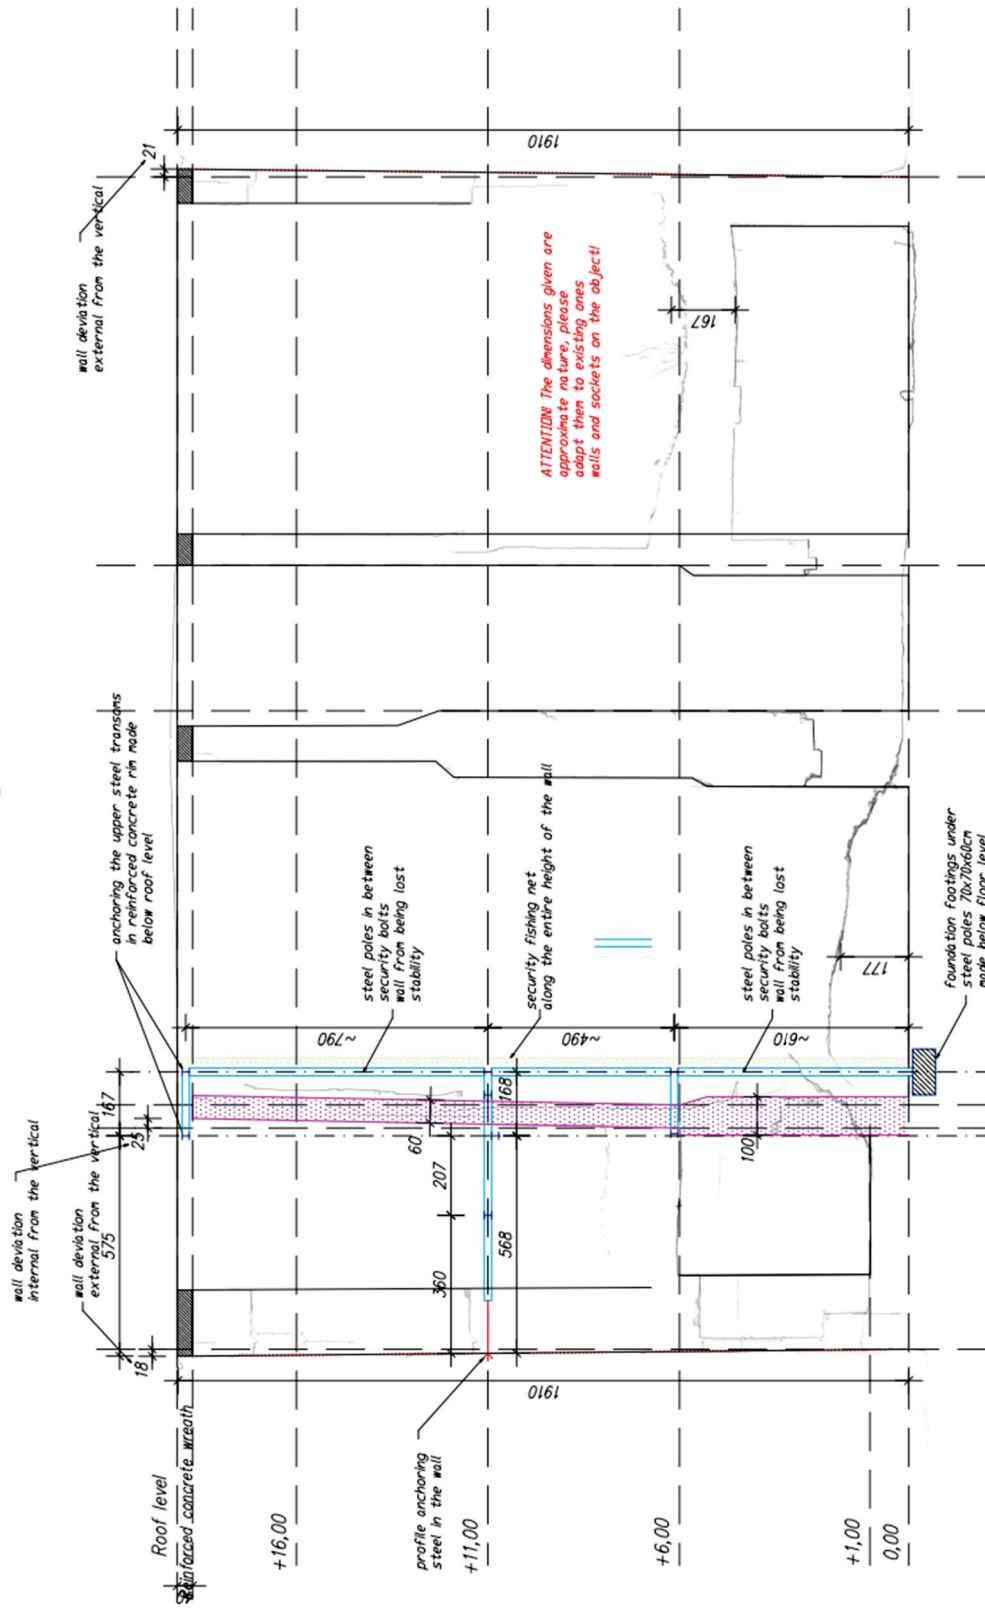 wall deviation
internal from the vertical
wall deviation
external from the vertical
575
18
25
167
anchoring the upper steel transoms
in reinforced concrete rim made
below roof level
wall deviation
external from the vertical
21
Roof level
Reinforced concrete wreath
+16,00
+11,00
+6,00
+1,00
0,00
1910
profile anchoring
steel in the wall
360
207
60
568
168
100
~790
~490
~610
steel poles in between
security bolts
wall from being lost
stability
security fishing net
along the entire height of the wall
steel poles in between
security bolts
wall from being lost
stability
177
foundation footings under
steel poles 70x70x60cm
made below floor level
ATTENTION! The dimensions given are
approximate nature, please
adapt them to existing ones
walls and sockets on the object!
167
1910